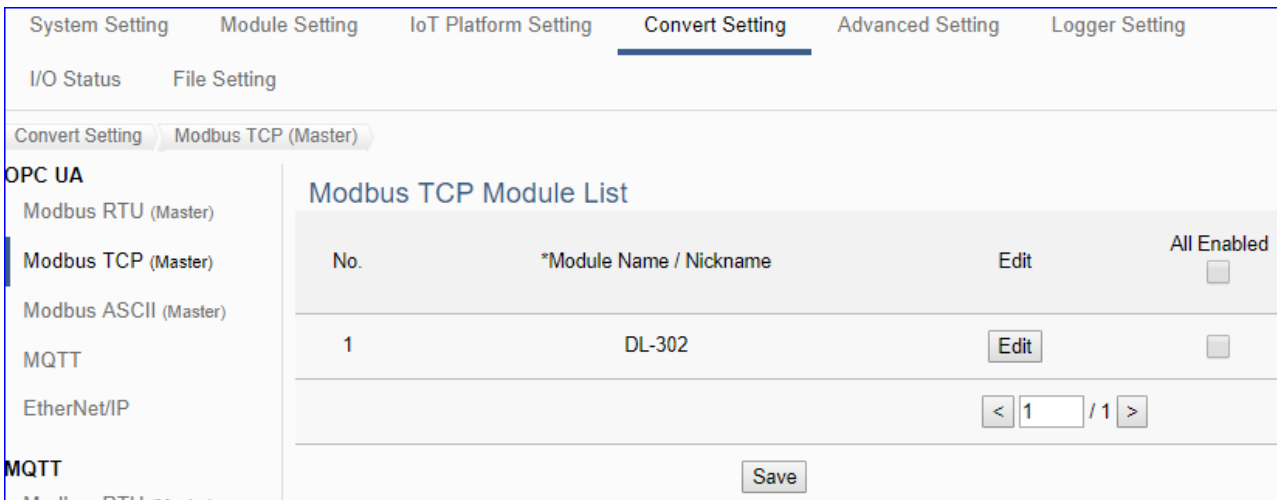 System Setting Module Setting IoT Platform Setting Convert Setting Advanced Setting Logger Setting
I/O Status File Setting
Convert Setting Modbus TCP (Master)
OPC UA
Modbus RTU (Master)
Modbus TCP (Master)
Modbus ASCII (Master)
MQTT
EtherNet/IP
MQTT
Modbus TCP Module List
No. *Module Name / Nickname Edit All Enabled
1 DL-302 Edit
< 1 / 1 >
Save